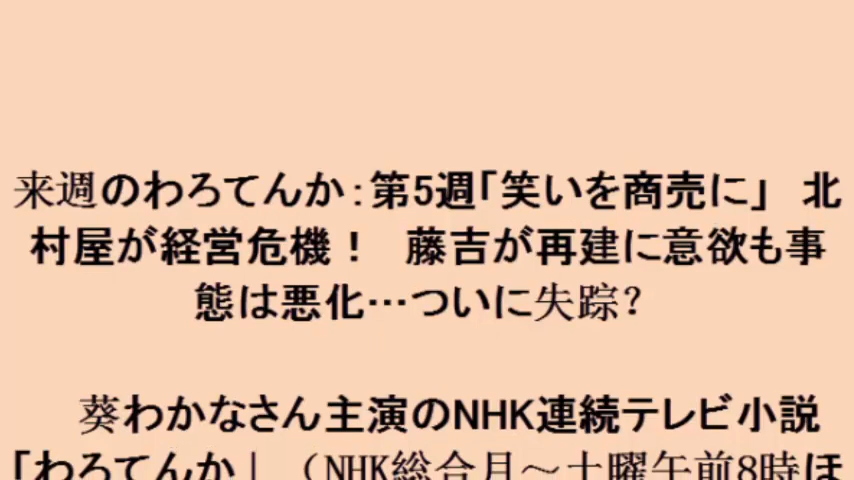 来週のわろてんか：第5週「笑いを商売に」　北
村屋が経営危機！　藤吉が再建に意欲も事
態は悪化…ついに失踪？
葵わかなさん主演のNHK連続テレビ小説
「わろてんか」（NHK総合月～土曜午前8時ほ